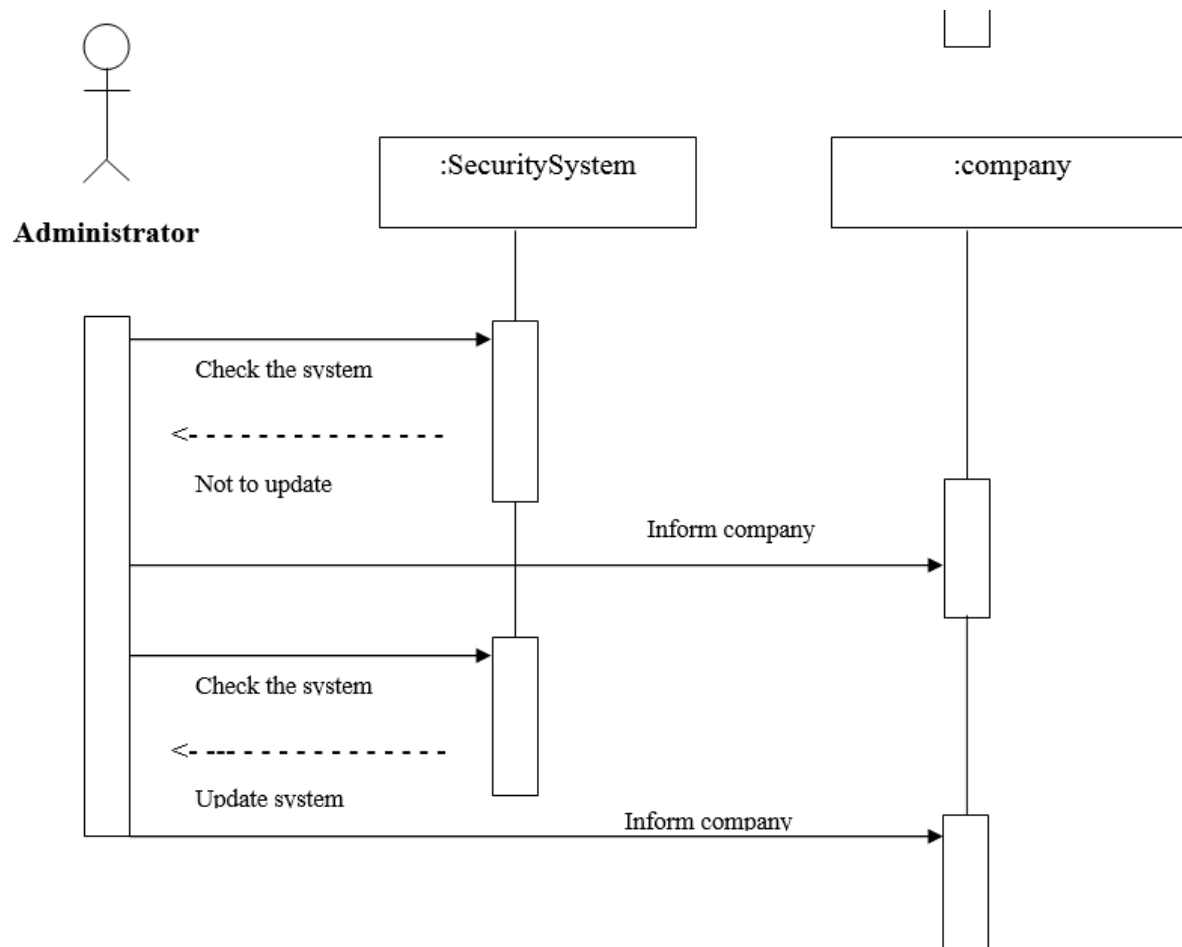 :SecuritySystem
:company
Administrator
Check the system
Not to update
Inform company
Check the system
Update system
Inform company